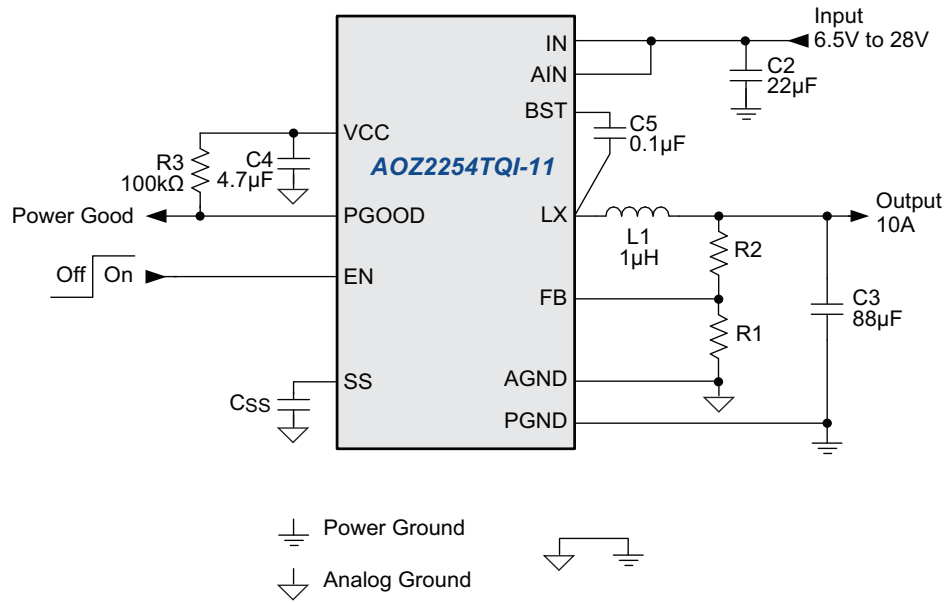 Input
6.5V to 28V
IN
AIN
C2
22µF
BST
C5
0.1µF
VCC
R3
100kΩ
C4
4.7µF
AOZ2254TQI-11
Power Good
PGOOD
LX
L1
1µH
Output
10A
R2
Off
On
EN
FB
C3
88µF
R1
SS
CSS
AGND
PGND
Power Ground
Analog Ground